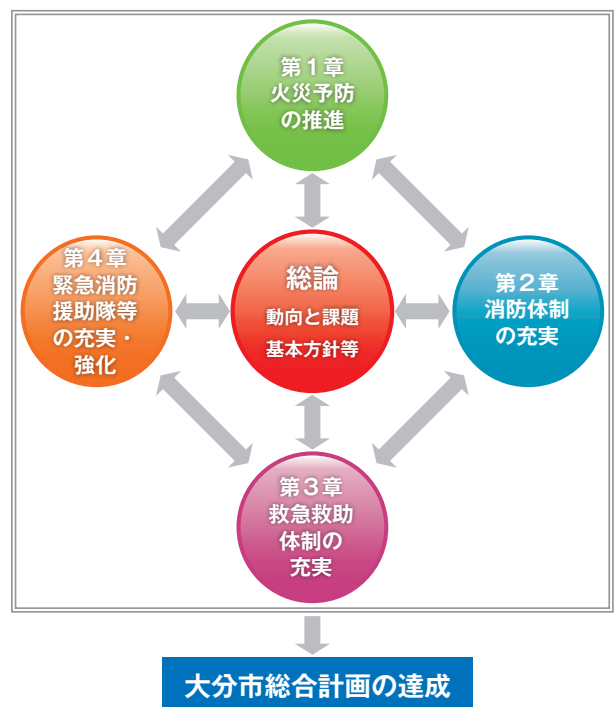 第1章
火災予防
の推進
第4章
緊急消防
援助隊等
の充実・
強化
総論
動向と課題
基本方針等
第2章
消防体制
の充実
第3章
救急救助
体制の
充実
大分市総合計画の達成